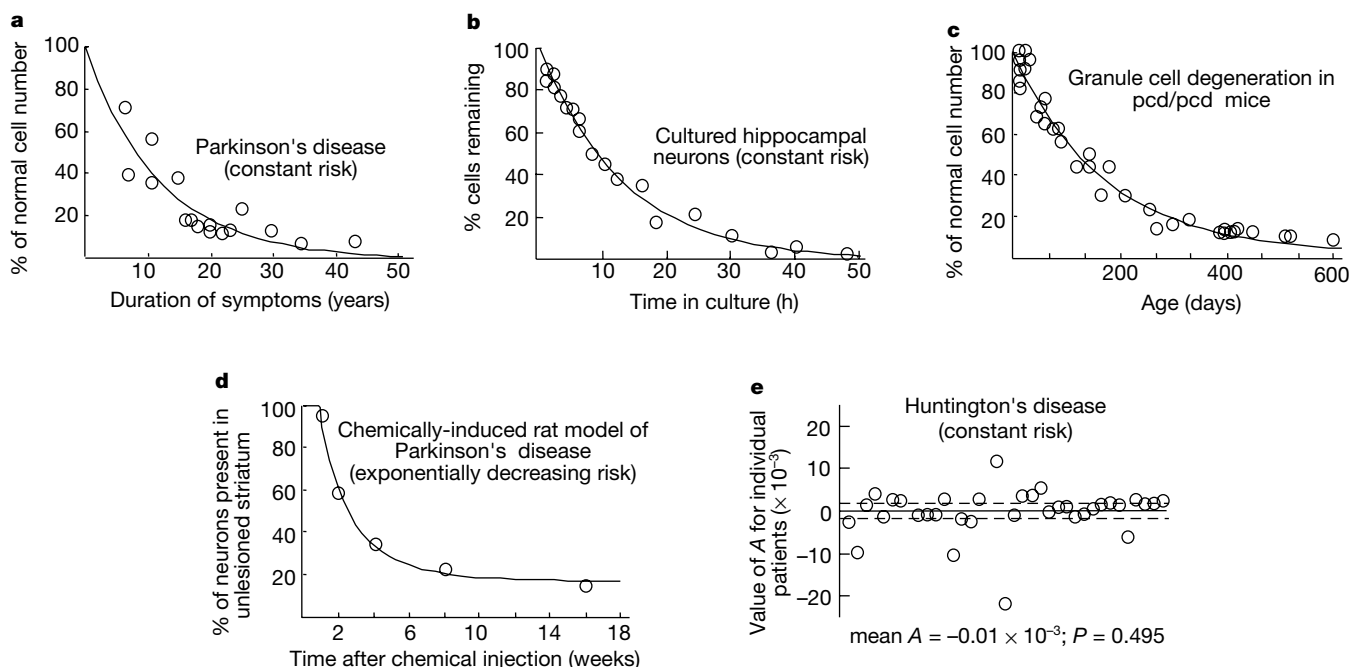 a
% of normal cell number
100
80
60
40
20
Parkinson's disease
(constant risk)
10
20
30
40
50
Duration of symptoms (years)
b
% cells remaining
100
80
60
40
20
Cultured hippocampal
neurons (constant risk)
10
20
30
40
50
Time in culture (h)
c
% of normal cell number
100
80
60
40
20
Granule cell degeneration in
pcd/pcd mice
200
400
600
Age (days)
d
% of neurons present in
unlesioned striatum
100
80
60
40
20
Chemically-induced rat model of
Parkinson's disease
(exponentially decreasing risk)
2
6
10
14
18
Time after chemical injection (weeks)
e
Value of A for individual
patients (× 10⁻³)
20
10
0
−10
−20
Huntington's disease
(constant risk)
mean A = −0.01 × 10⁻³; P = 0.495